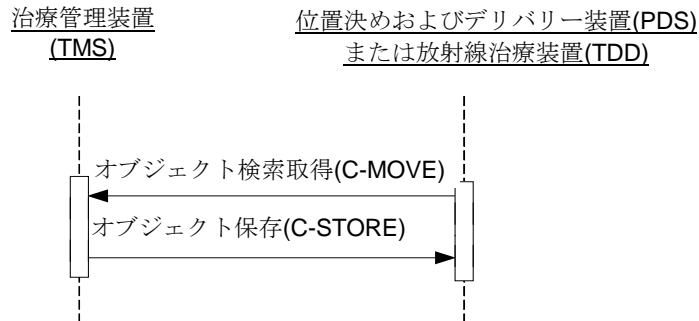 治療管理装置
(TMS)
位置決めおよびデリバリー装置(PDS)
または放射線治療装置(TDD)
オブジェクト検索取得(C-MOVE)
オブジェクト保存(C-STORE)